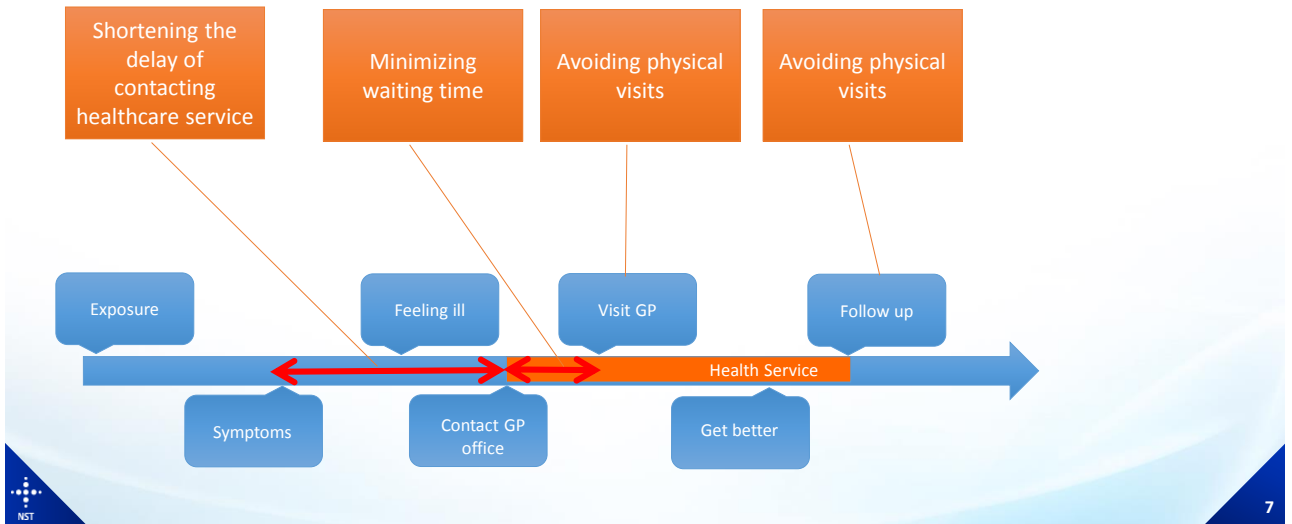 Shortening the
delay of
contacting
healthcare service
Minimizing
waiting time
Avoiding physical
visits
Avoiding physical
visits
Exposure
Feeling ill
Visit GP
Follow up
Health Service
Symptoms
Contact GP
office
Get better
NST
7